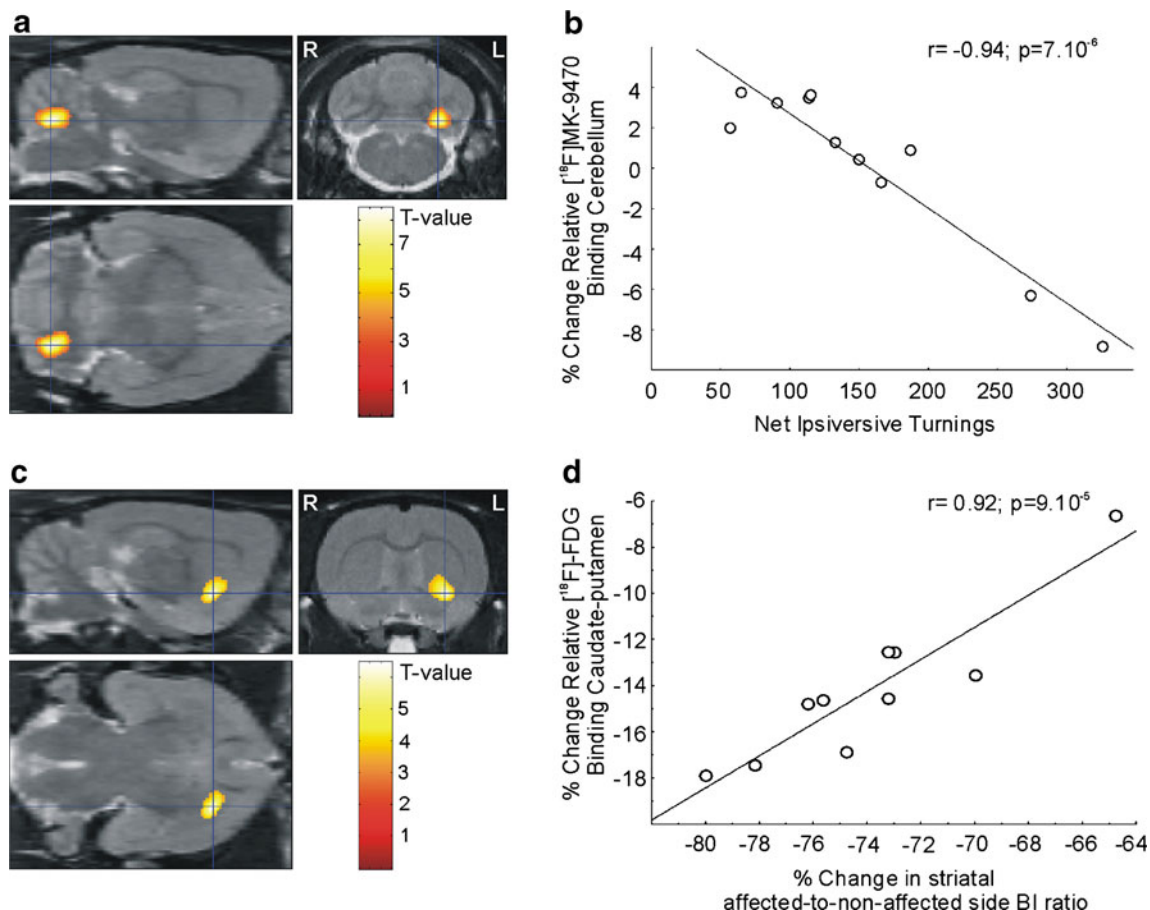 a
R
L
T-value
7
5
3
1
b
r= -0.94; p=7.10⁻⁶
% Change Relative [¹⁸F]MK-9470
Binding Cerebellum
4
2
0
-2
-4
-6
-8
0 50 100 150 200 250 300
Net Ipsiversive Turnings
c
R
L
T-value
5
4
3
2
1
d
r= 0.92; p=9.10⁻⁵
% Change Relative [¹⁸F]-FDG
Binding Caudate-putamen
-6
-8
-10
-12
-14
-16
-18
-80 -78 -76 -74 -72 -70 -68 -66 -64
% Change in striatal
affected-to-non-affected side BI ratio